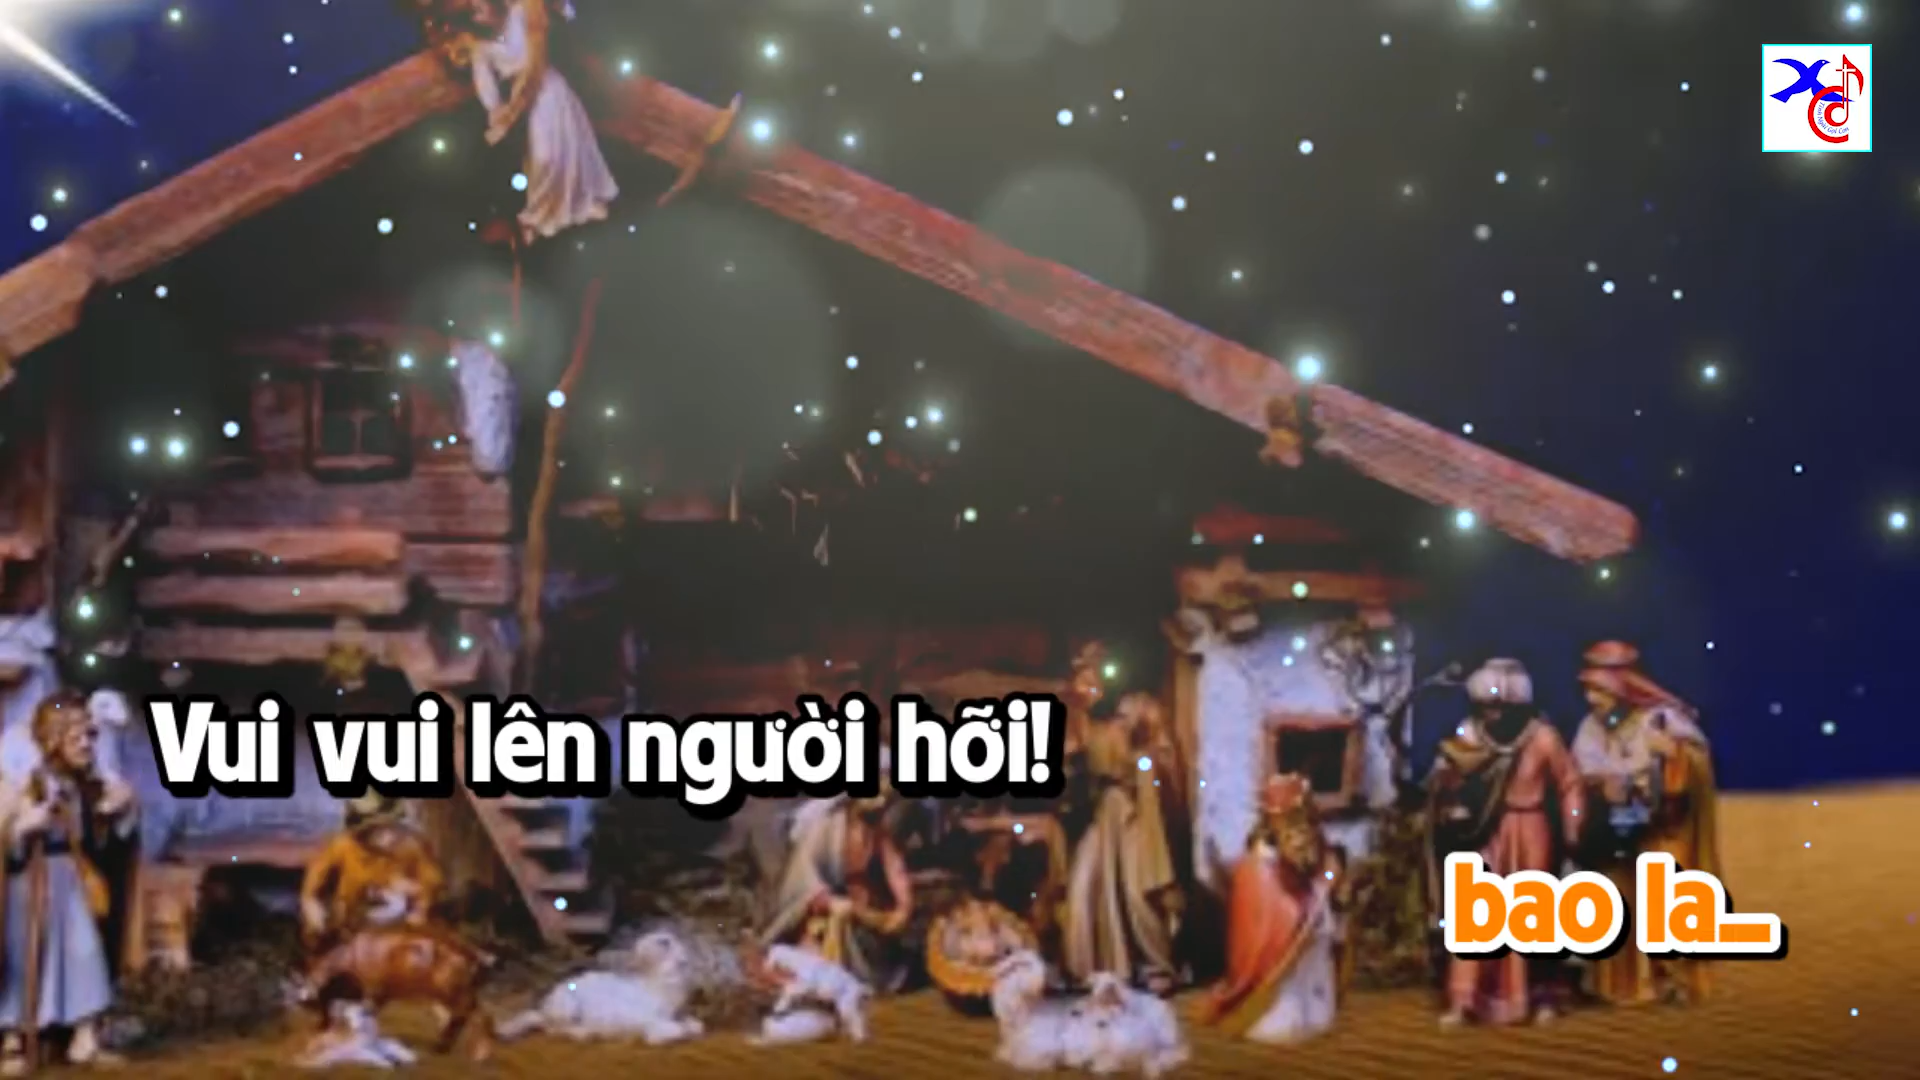 Vui vui lên người hỡi!
bao la...